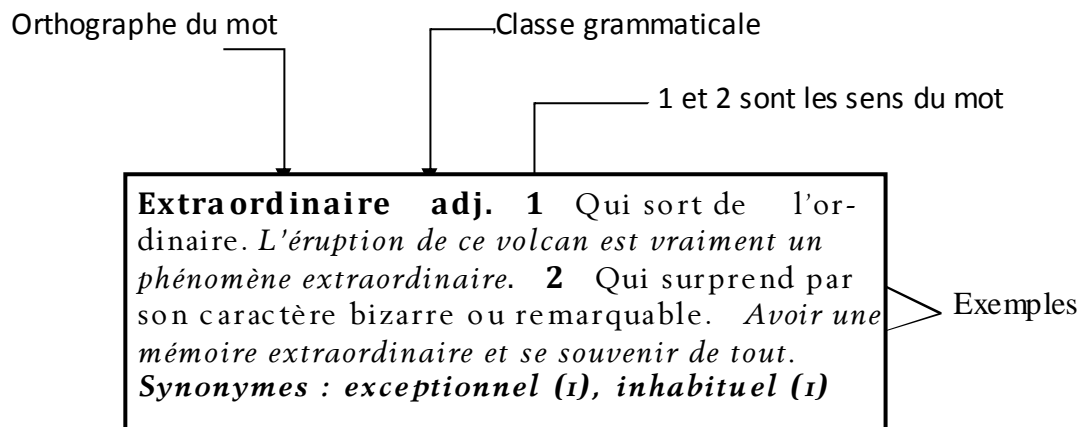 Orthographe du mot
Classe grammaticale
1 et 2 sont les sens du mot
Extraordinaire adj. 1 Qui sort de l'or-
dinaire. L'éruption de ce volcan est vraiment un
phénomène extraordinaire. 2 Qui surprend par
son caractère bizarre ou remarquable. Avoir une
mémoire extraordinaire et se souvenir de tout.
Synonymes : exceptionnel (1), inhabituel (1)
Exemples